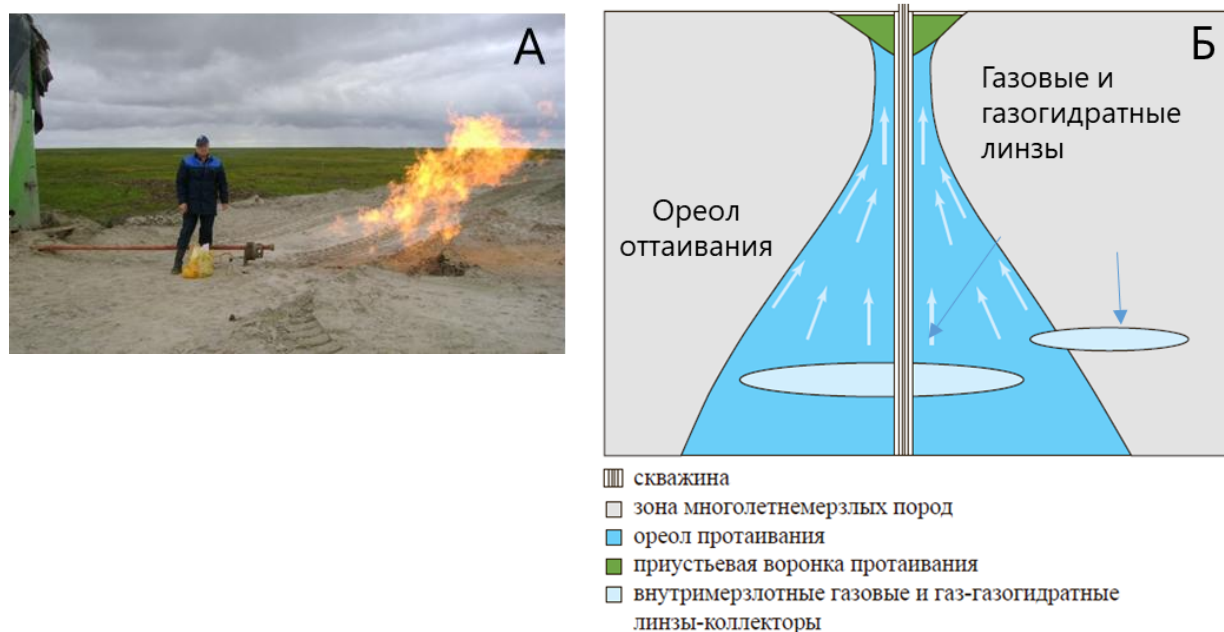 А
Б
Газовые и
газогидратные
линзы
Ореол
оттаивания
скважина
зона многолетнемерзлых пород
ореол протаивания
приустьевая воронка протаивания
внутримерзлотные газовые и газ-газогидратные
линзы-коллекторы